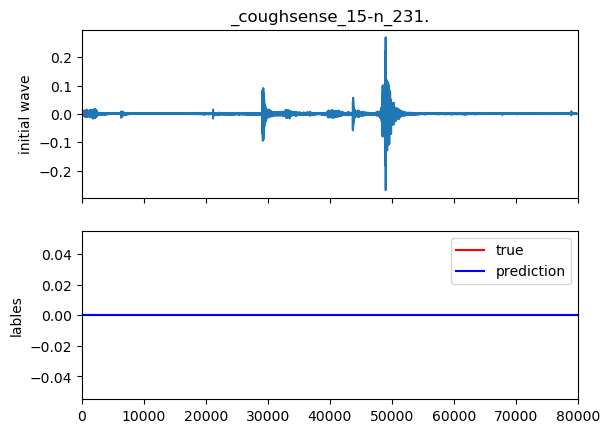 _coughsense_15-n_231.
initial wave
0.2
0.1
0.0
−0.1
−0.2
lables
0.04
0.02
0.00
−0.02
−0.04
true
prediction
0 10000 20000 30000 40000 50000 60000 70000 80000